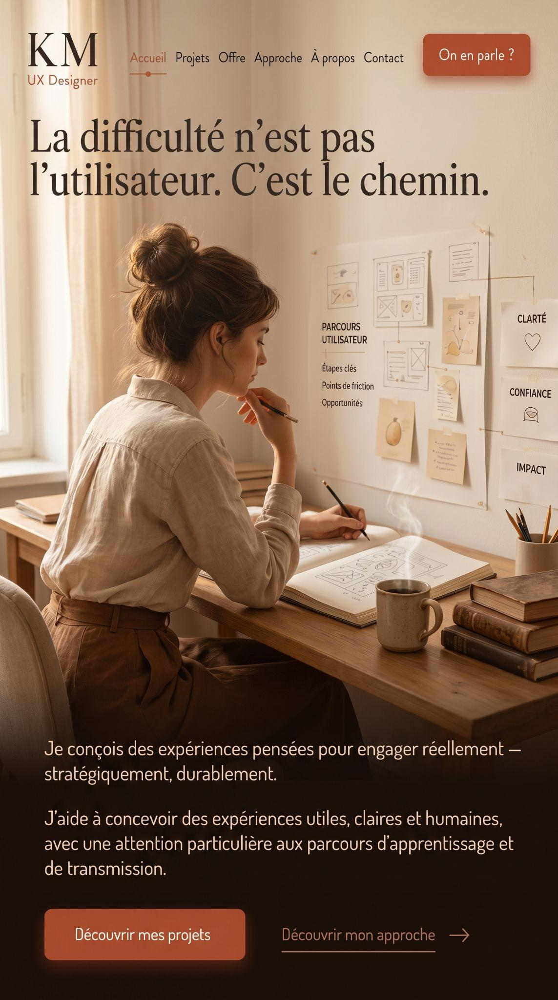 KM
UX Designer
Accueil Projets Offre Approche À propos Contact
On en parle ?
La difficulté n’est pas
l’utilisateur. C’est le chemin.
PARCOURS
UTILISATEUR
Étapes clés
Points de friction
Opportunités
CLARTÉ
CONFIANCE
IMPACT
Je conçois des expériences pensées pour engager réellement —
stratégiquement, durablement.
J’aide à concevoir des expériences utiles, claires et humaines,
avec une attention particulière aux parcours d’apprentissage et
de transmission.
Découvrir mes projets
Découvrir mon approche →